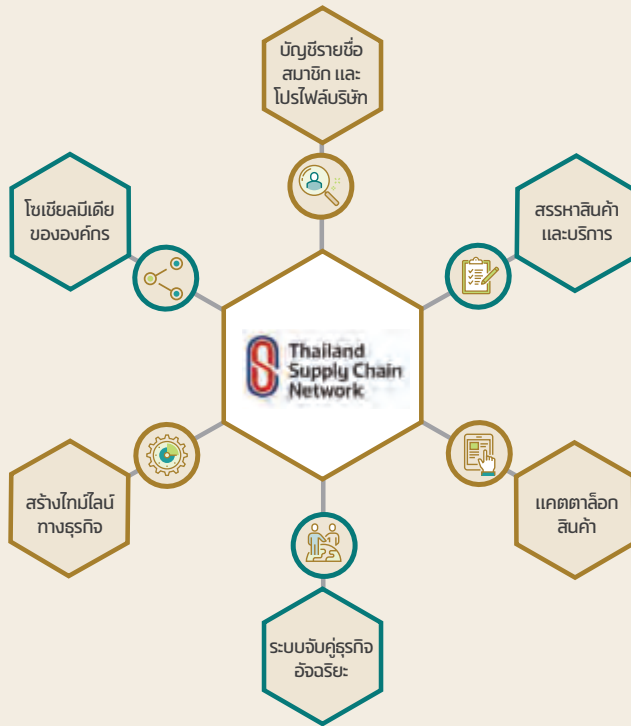 บัญชีรายชื่อ
สมาชิก และ
โปรไฟล์บริษัท
โซเชียลมีเดีย
ขององค์กร
สรรหาสินค้า
และบริการ
Thailand
Supply Chain
Network
สร้างไทม์ไลน์
ทางธุรกิจ
แคตตาล็อก
สินค้า
ระบบจับคู่ธุรกิจ
อัจฉริยะ